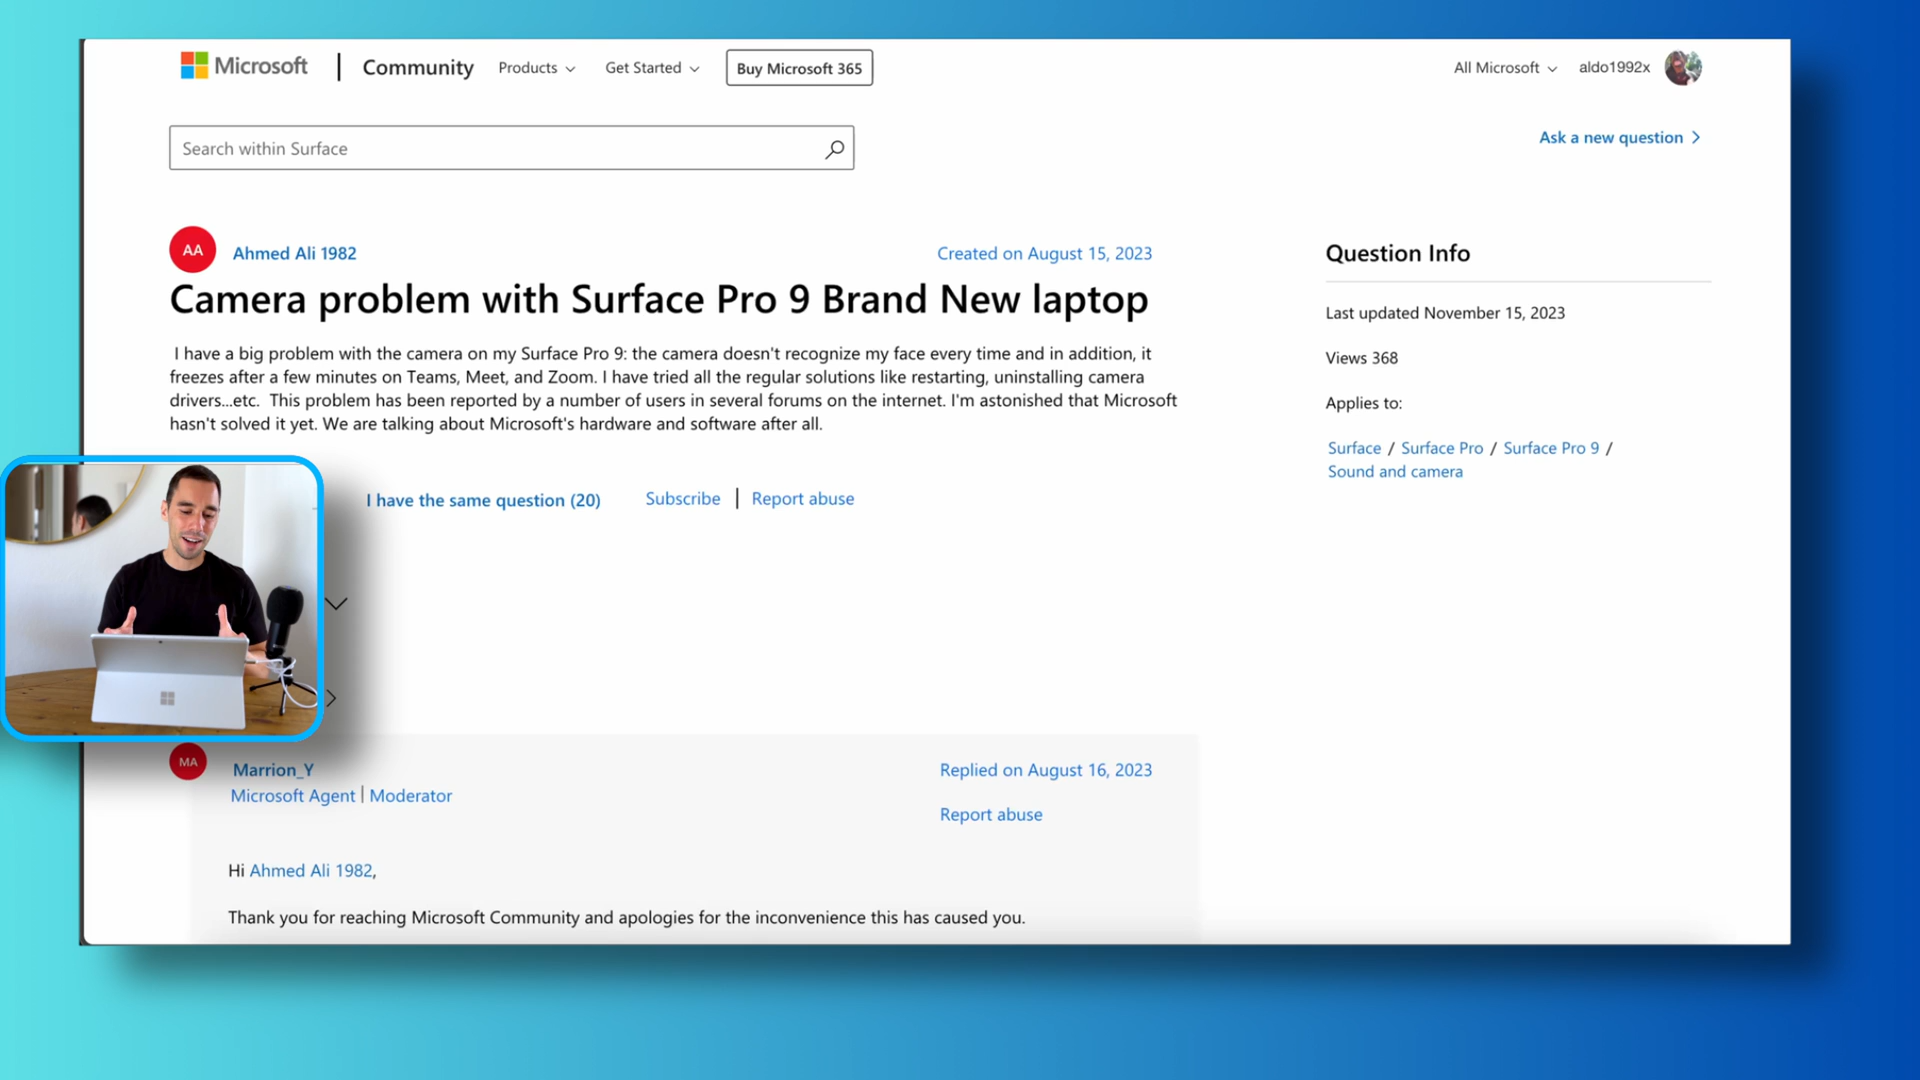 Microsoft
Community
Products
Get Started
Buy Microsoft 365
All Microsoft
aldo1992x
Search within Surface
Ask a new question
AA
Ahmed Ali 1982
Created on August 15, 2023
Camera problem with Surface Pro 9 Brand New laptop
I have a big problem with the camera on my Surface Pro 9: the camera doesn't recognize my face every time and in addition, it
freezes after a few minutes on Teams, Meet, and Zoom. I have tried all the regular solutions like restarting, uninstalling camera
drivers...etc.  This problem has been reported by a number of users in several forums on the internet. I'm astonished that Microsoft
hasn't solved it yet. We are talking about Microsoft's hardware and software after all.
I have the same question (20)
Subscribe | Report abuse
Question Info
Last updated November 15, 2023
Views 368
Applies to:
Surface / Surface Pro / Surface Pro 9 /
Sound and camera
MA
Marrion_Y
Microsoft Agent | Moderator
Replied on August 16, 2023
Report abuse
Hi Ahmed Ali 1982,
Thank you for reaching Microsoft Community and apologies for the inconvenience this has caused you.